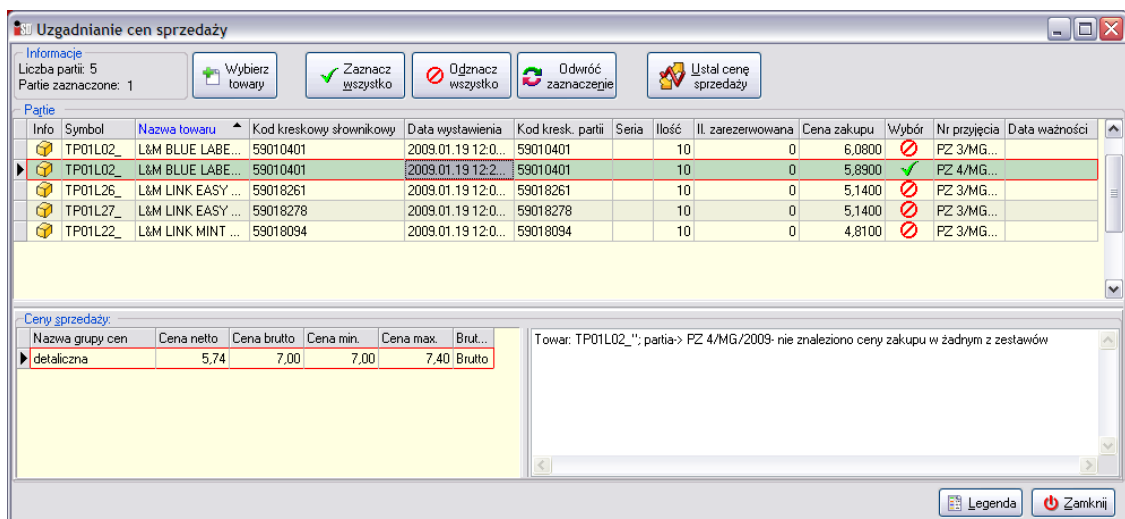 Uzgadnianie cen sprzedaży
Informacje
Liczba partii: 5
Partie zaznaczone: 1
Wybierz towary
Zaznacz wszystko
Odznacz wszystko
Odwróć zaznaczenie
Ustal cenę sprzedaży
Partie
Info Symbol Nazwa towaru Kod kreskowy słownikowy Data wystawienia Kod kresk. partii Seria Ilość Il. zarezerwowana Cena zakupu Wybór Nr przyjęcia Data ważności
TP01L02_ L&M BLUE LABE... 59010401 2009.01.19 12:0... 59010401 10 0 6,0800 PZ 3/MG...
TP01L02_ L&M BLUE LABE... 59010401 2009.01.19 12:2... 59010401 10 0 5,8900 PZ 4/MG...
TP01L26_ L&M LINK EASY ... 59018261 2009.01.19 12:0... 59018261 10 0 5,1400 PZ 3/MG...
TP01L27_ L&M LINK EASY ... 59018278 2009.01.19 12:0... 59018278 10 0 5,1400 PZ 3/MG...
TP01L22_ L&M LINK MINT ... 59018094 2009.01.19 12:0... 59018094 10 0 4,8100 PZ 3/MG...
Ceny sprzedaży:
Nazwa grupy cen Cena netto Cena brutto Cena min. Cena max. Brut...
detaliczna 5,74 7,00 7,00 7,40 Brutto
Towar: TP01L02_"; partia-> PZ 4/MG/2009- nie znaleziono ceny zakupu w żadnym z zestawów
Legenda
Zamknij